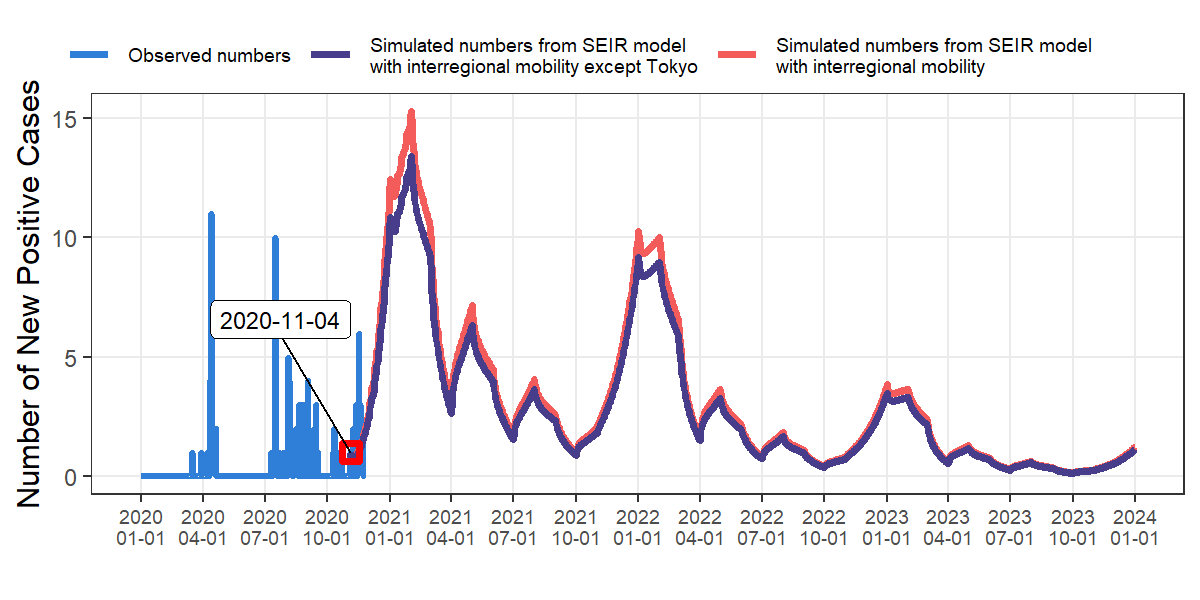 Observed numbers
Simulated numbers from SEIR model
with interregional mobility except Tokyo
Simulated numbers from SEIR model
with interregional mobility
Number of New Positive Cases
15
10
5
0
2020-11-04
2020 2020 2020 2020 2021 2021 2021 2021 2022 2022 2022 2022 2023 2023 2023 2023 2024
01-01 04-01 07-01 10-01 01-01 04-01 07-01 10-01 01-01 04-01 07-01 10-01 01-01 04-01 07-01 10-01 01-01